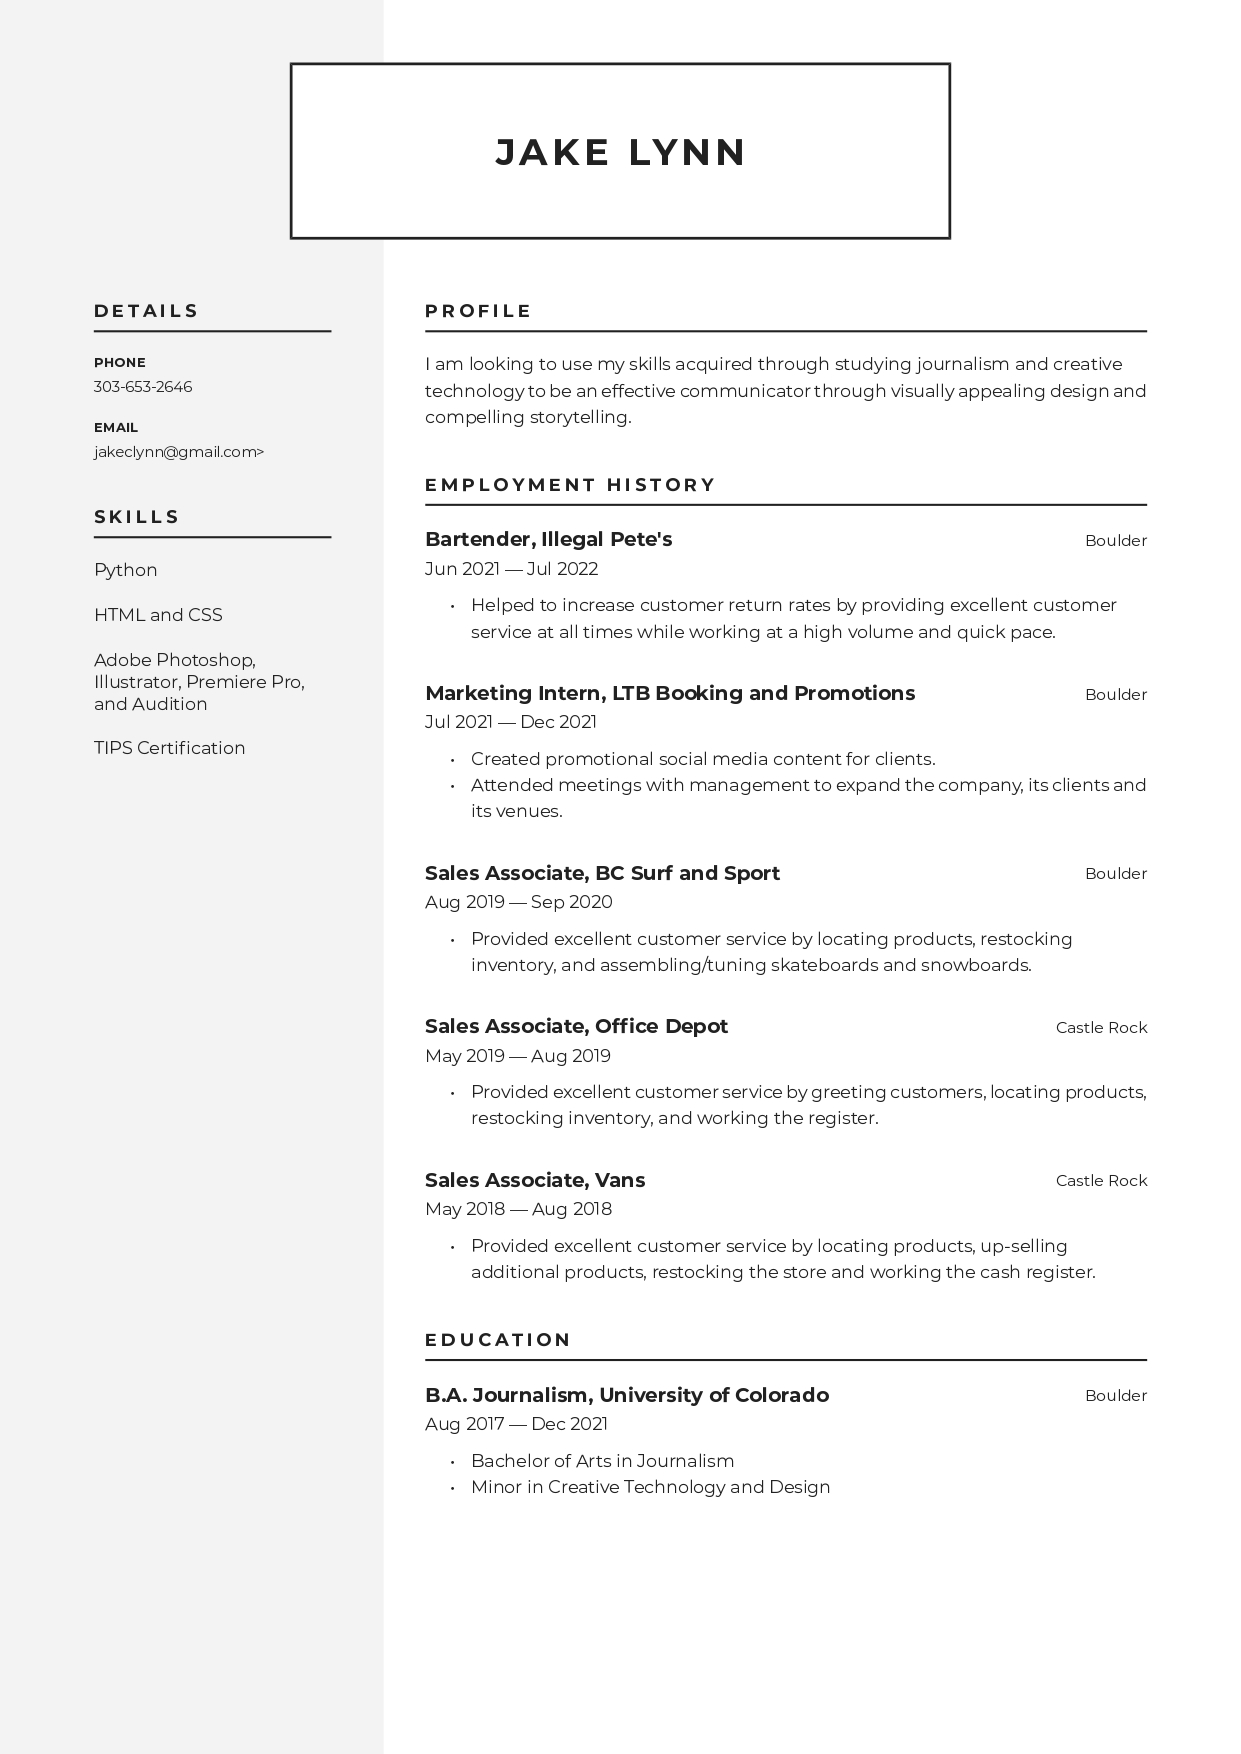 JAKE LYNN
DETAILS
PHONE
303-653-2646
EMAIL
jakeclynn@gmail.com>
SKILLS
Python
HTML and CSS
Adobe Photoshop,
Illustrator, Premiere Pro,
and Audition
TIPS Certification
PROFILE
I am looking to use my skills acquired through studying journalism and creative
technology to be an effective communicator through visually appealing design and
compelling storytelling.
EMPLOYMENT HISTORY
Bartender, Illegal Pete's
Boulder
Jun 2021 — Jul 2022
• Helped to increase customer return rates by providing excellent customer
service at all times while working at a high volume and quick pace.
Marketing Intern, LTB Booking and Promotions
Boulder
Jul 2021 — Dec 2021
• Created promotional social media content for clients.
• Attended meetings with management to expand the company, its clients and
its venues.
Sales Associate, BC Surf and Sport
Boulder
Aug 2019 — Sep 2020
• Provided excellent customer service by locating products, restocking
inventory, and assembling/tuning skateboards and snowboards.
Sales Associate, Office Depot
Castle Rock
May 2019 — Aug 2019
• Provided excellent customer service by greeting customers, locating products,
restocking inventory, and working the register.
Sales Associate, Vans
Castle Rock
May 2018 — Aug 2018
• Provided excellent customer service by locating products, up-selling
additional products, restocking the store and working the cash register.
EDUCATION
B.A. Journalism, University of Colorado
Boulder
Aug 2017 — Dec 2021
• Bachelor of Arts in Journalism
• Minor in Creative Technology and Design